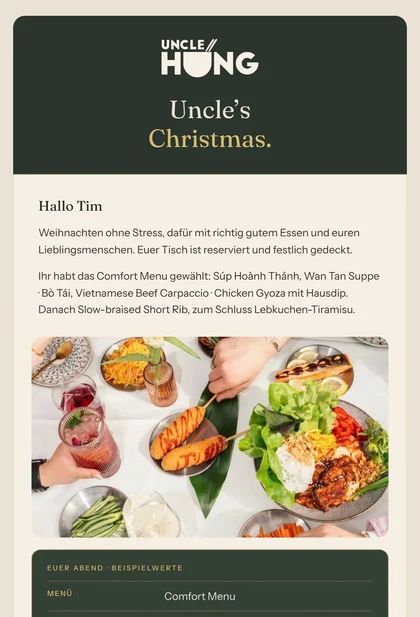 UNCLE
HUNG
Uncle’s
Christmas.
Hallo Tim
Weihnachten ohne Stress, dafür mit richtig gutem Essen und euren
Lieblingsmenschen. Euer Tisch ist reserviert und festlich gedeckt.
Ihr habt das Comfort Menu gewählt: Súp Hoành Thánh, Wan Tan Suppe
· Bò Tái, Vietnamese Beef Carpaccio · Chicken Gyoza mit Hausdip.
Danach Slow-braised Short Rib, zum Schluss Lebkuchen-Tiramisu.
EUER ABEND · BEISPIELWERTE
MENÜ
Comfort Menu